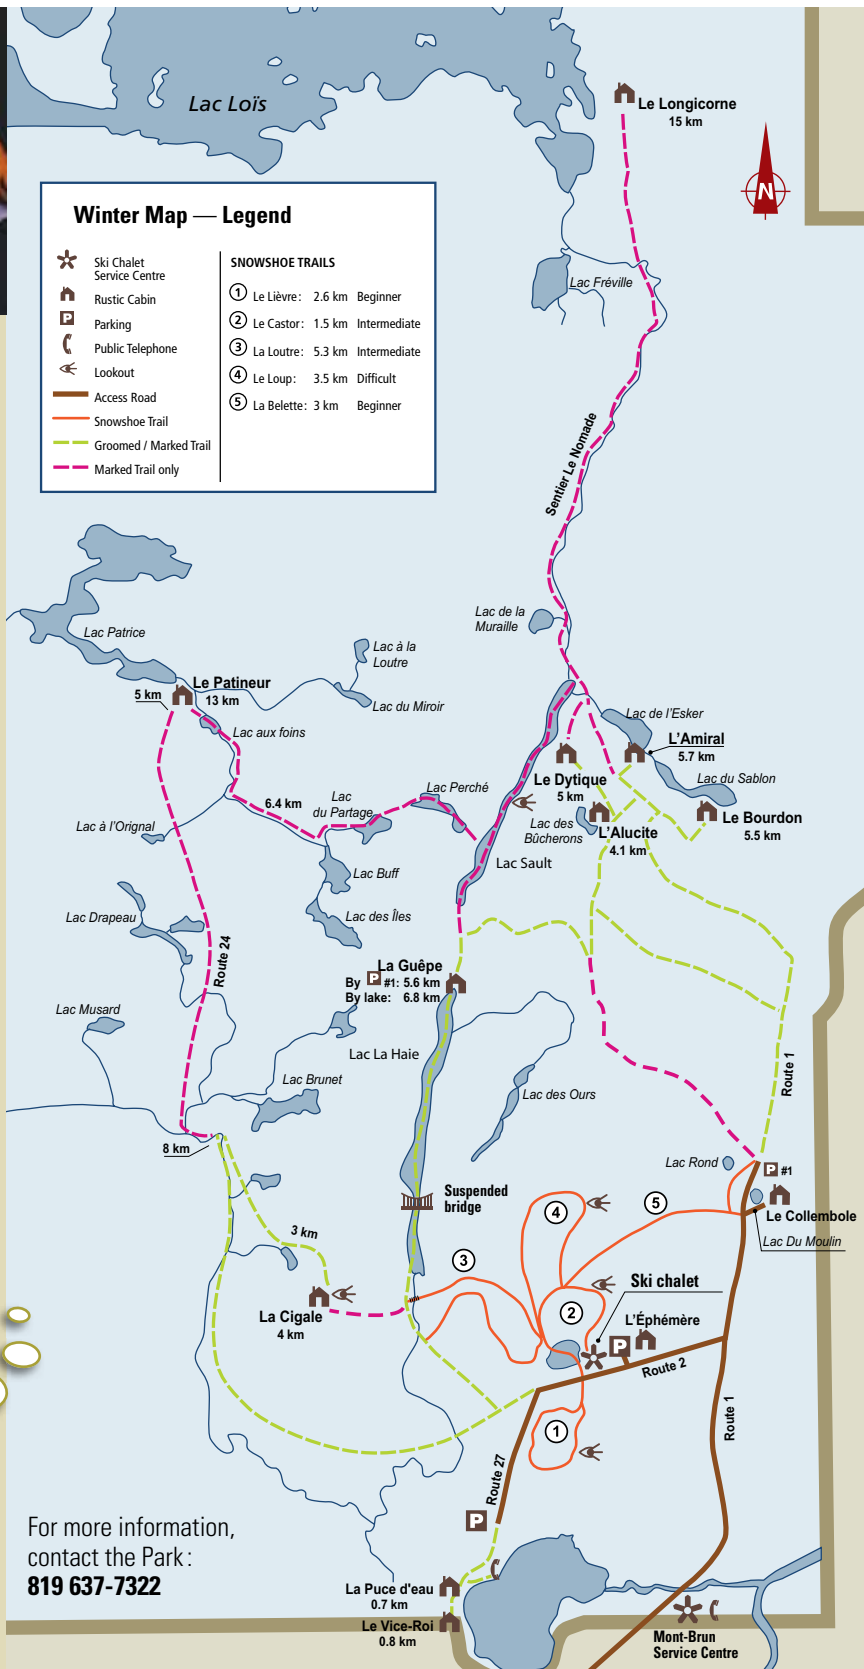 Lac Loïs
Le Longicorne
15 km
N
Winter Map — Legend
Ski Chalet
Service Centre
Rustic Cabin
P
Parking
Public Telephone
Lookout
Access Road
Snowshoe Trail
Groomed / Marked Trail
Marked Trail only
SNOWSHOE TRAILS
1 Le Lièvre: 2.6 km Beginner
2 Le Castor: 1.5 km Intermediate
3 La Loutre: 5.3 km Intermediate
4 Le Loup: 3.5 km Difficult
5 La Belette: 3 km Beginner
Lac Fréville
Sentier Le Nomade
Lac de la
Muraille
Lac Patrice
Lac à la
Loutre
Le Patineur
13 km
5 km
Lac du Miroir
Lac aux foins
Lac de l'Esker
L'Amiral
5.7 km
Le Dytique
5 km
Lac du Sablon
Lac Perché
6.4 km
Lac
du Partage
Le Bourdon
5.5 km
Lac des
Bûcherons
L'Alucite
4.1 km
Lac à l'Orignal
Lac Sault
Lac Buff
Lac Drapeau
Lac des Îles
Route 24
La Guêpe
By P #1: 5.6 km
By lake: 6.8 km
Lac Musard
Lac La Haie
Lac Brunet
Lac des Ours
Route 1
8 km
Lac Rond
P #1
Suspended
bridge
4
5
Le Collembole
Lac Du Moulin
3 km
3
Ski chalet
La Cigale
4 km
2
L'Éphémère
P
Route 2
Route 1
1
Route 27
P
For more information,
contact the Park :
819 637-7322
La Puce d'eau
0.7 km
Le Vice-Roi
0.8 km
Mont-Brun
Service Centre